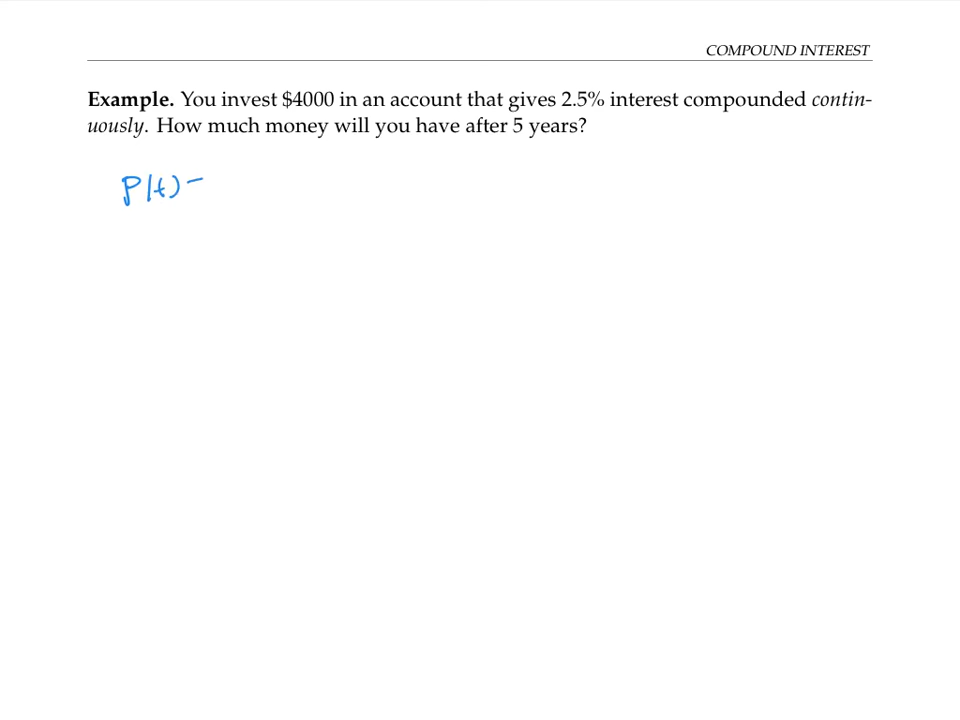 COMPOUND INTEREST
Example. You invest $4000 in an account that gives 2.5% interest compounded contin-
uously. How much money will you have after 5 years?
P(t) -